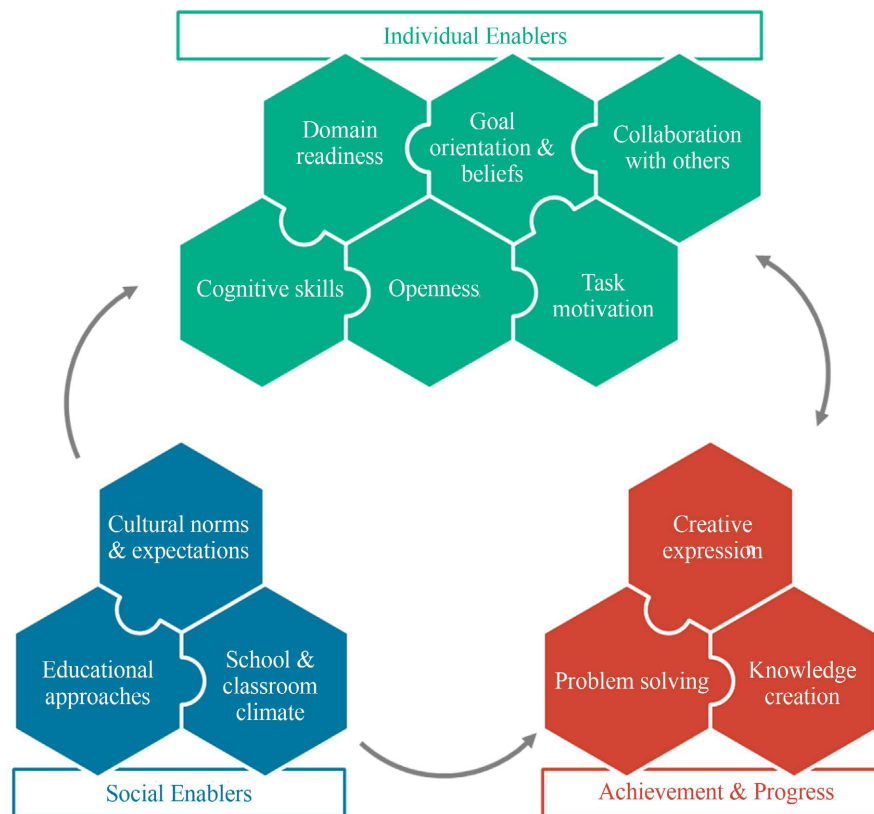 Individual Enablers
Domain
readiness
Goal
orientation &
beliefs
Collaboration
with others
Cognitive skills
Openness
Task
motivation
Cultural norms
& expectations
Educational
approaches
School &
classroom
climate
Social Enablers
Creative
expression
Problem solving
Knowledge
creation
Achievement & Progress